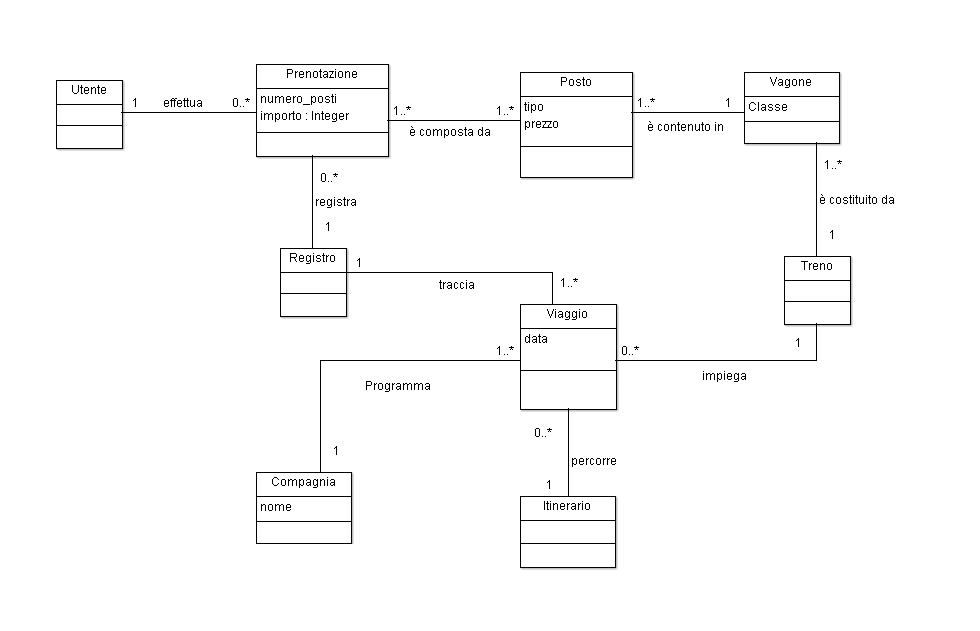 Utente
1
effettua
0..*
Prenotazione
numero_posti
importo : Integer
1..*
1..*
è composta da
Posto
tipo
prezzo
1..*
1
è contenuto in
Vagone
Classe
0..*
registra
1
1..*
è costituito da
1
Registro
1
traccia
1..*
Treno
Viaggio
data
1..*
0..*
1
Programma
impiega
1
0..*
percorre
1
Compagnia
nome
Itinerario